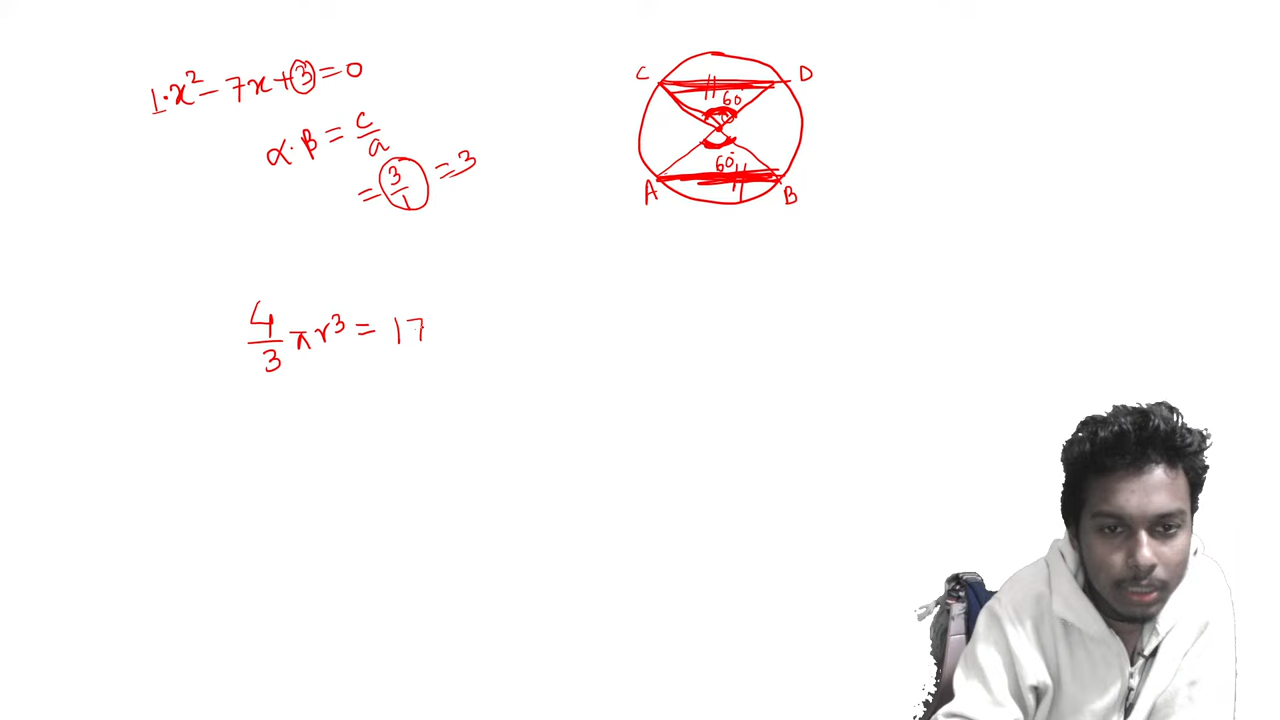 1·x² - 7x + 3 = 0
α·β = c/a
= 3/1 = 3
C D
60°
O
60°
A B
4/3 πr³ = 17